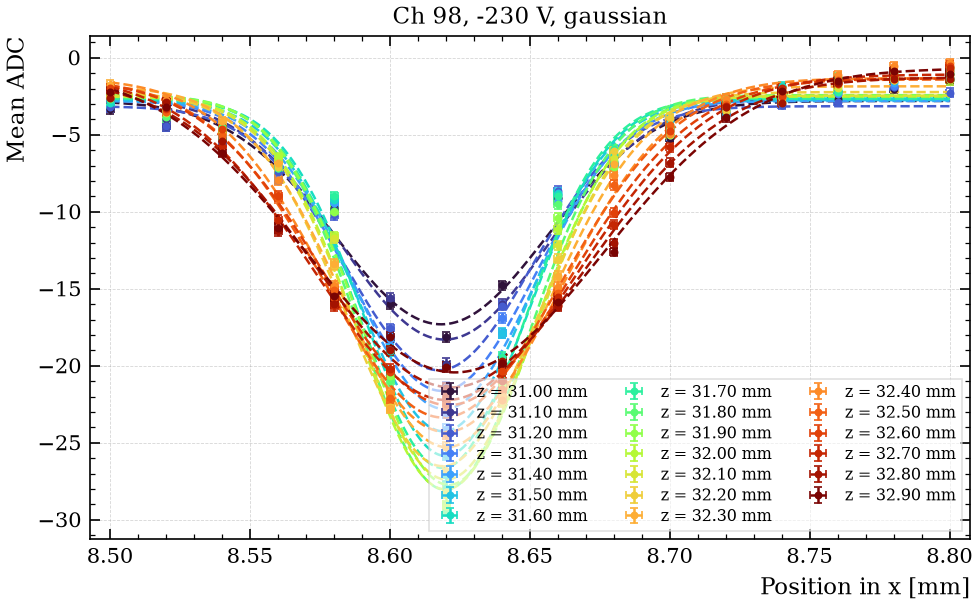 Ch 98, -230 V, gaussian
Mean ADC
0
−5
−10
−15
−20
−25
−30
z = 31.00 mm
z = 31.10 mm
z = 31.20 mm
z = 31.30 mm
z = 31.40 mm
z = 31.50 mm
z = 31.60 mm
z = 31.70 mm
z = 31.80 mm
z = 31.90 mm
z = 32.00 mm
z = 32.10 mm
z = 32.20 mm
z = 32.30 mm
z = 32.40 mm
z = 32.50 mm
z = 32.60 mm
z = 32.70 mm
z = 32.80 mm
z = 32.90 mm
8.50 8.55 8.60 8.65 8.70 8.75 8.80
Position in x [mm]